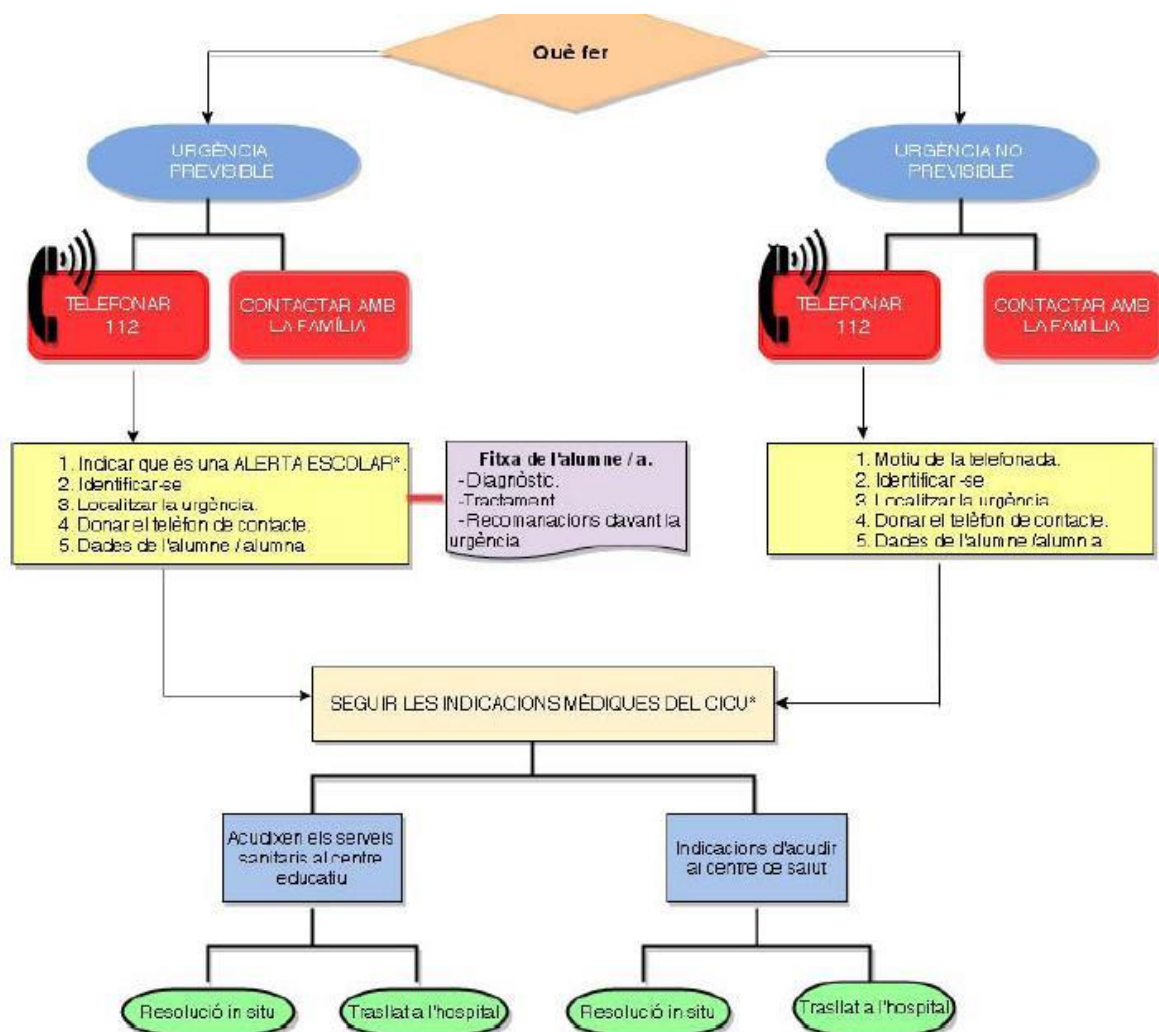 Què fer
URGÈNCIA
PREVISIBLE
URGÈNCIA NO
PREVISIBLE
TELEFONAR
112
CONTACTAR AMB
LA FAMÍLIA
TELEFONAR
112
CONTACTAR AMB
LA FAMÍLIA
1. Indicar que és una ALERTA ESCOLAR*.
2. Identificar-se
3. Localitzar la urgència.
4. Donar el telèfon de contacte.
5. Dades de l'alumne / alumna
Fitxa de l'alumne / a.
-Diagnòstic.
-Tractament
-Recomanacions davant la
urgència
1. Motiu de la telefonada.
2. Identificar-se
3. Localitzar la urgència.
4. Donar el telèfon de contacte.
5. Dades de l'alumne /alumna
SEGUIR LES INDICACIONS MÈDIQUES DEL CICU*
Acudixen els serveis
sanitaris al centre
educatiu
Indicacions d'acudir
al centre de salut
Resolució in situ
Trasllat a l'hospital
Resolució in situ
Trasllat a l'hospital